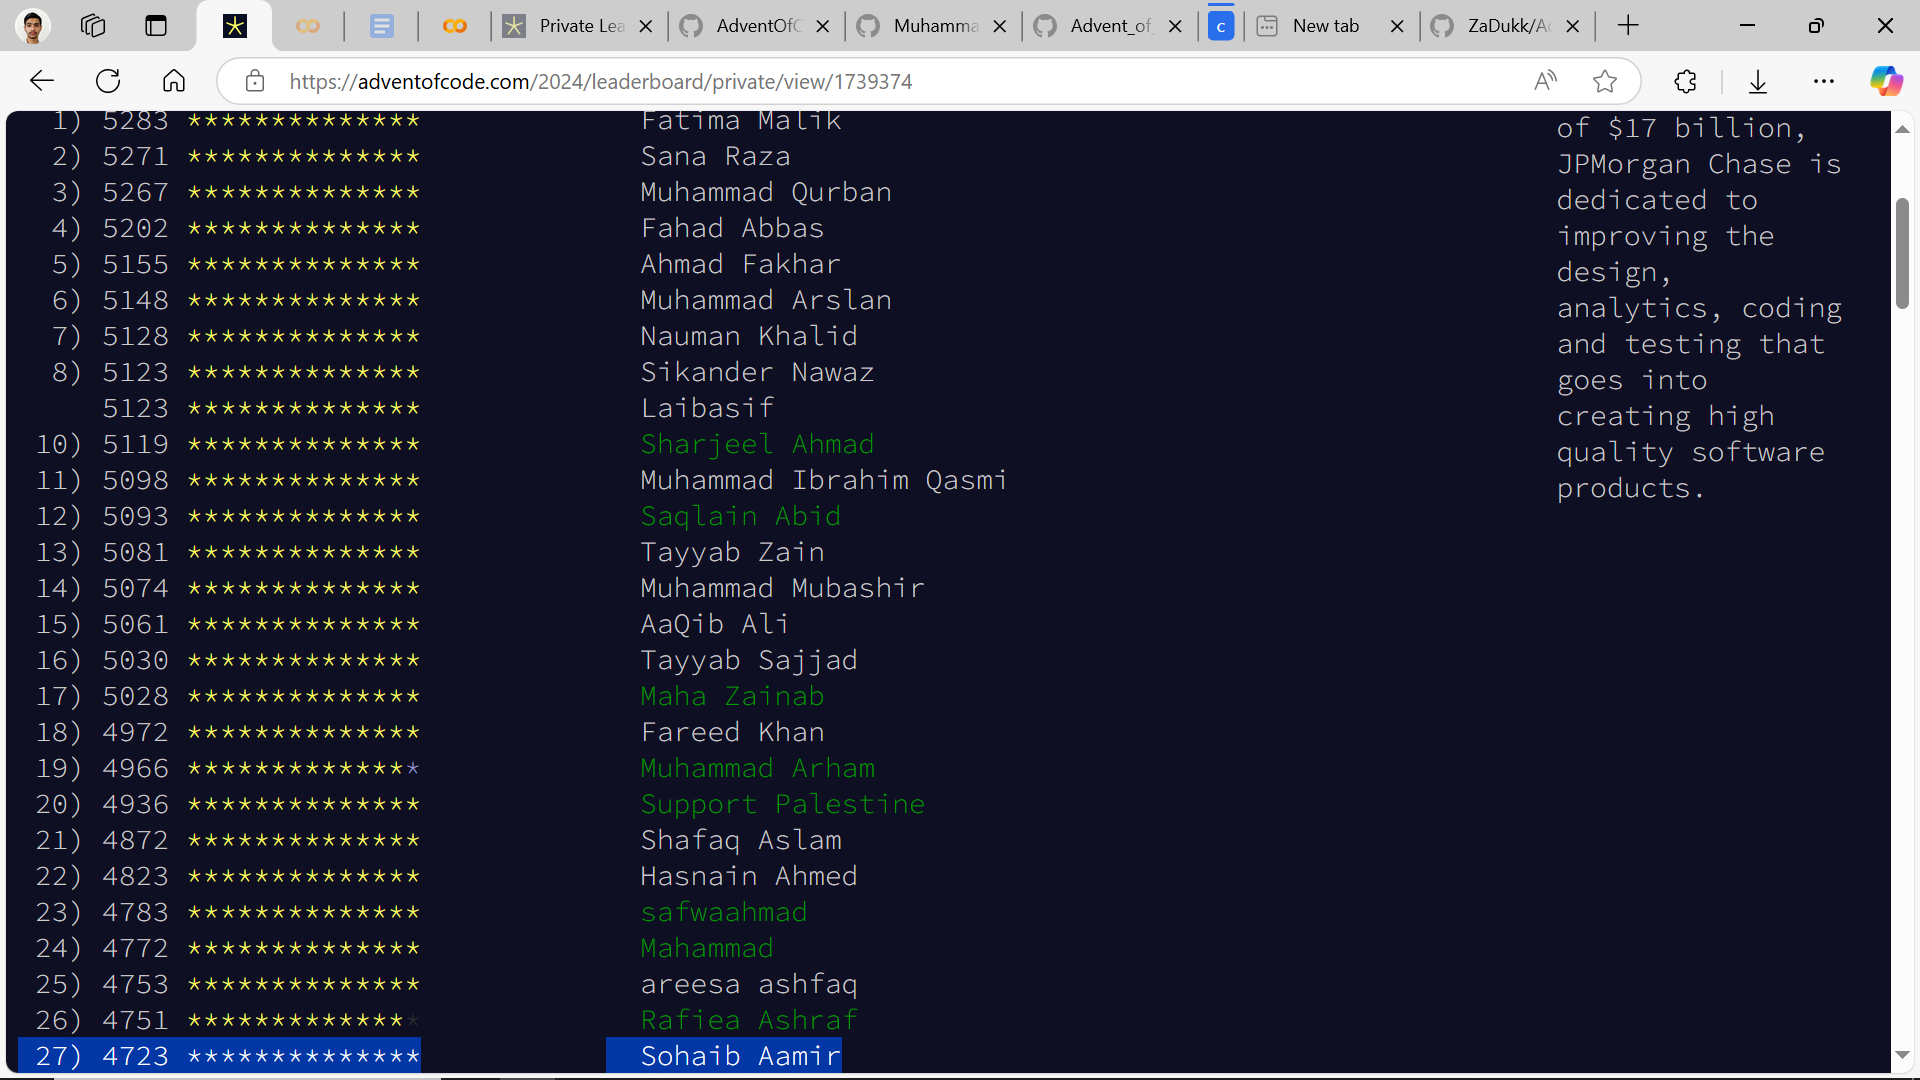 Private Lea
AdventOfC
Muhamma
Advent_of_
c
New tab
ZaDukk/Ac
https://adventofcode.com/2024/leaderboard/private/view/1739374
1) 5283 ************** Fatima Malik
2) 5271 ************** Sana Raza
3) 5267 ************** Muhammad Qurban
4) 5202 ************** Fahad Abbas
5) 5155 ************** Ahmad Fakhar
6) 5148 ************** Muhammad Arslan
7) 5128 ************** Nauman Khalid
8) 5123 ************** Sikander Nawaz
5123 ************** Laibasif
10) 5119 ************** Sharjeel Ahmad
11) 5098 ************** Muhammad Ibrahim Qasmi
12) 5093 ************** Saqlain Abid
13) 5081 ************** Tayyab Zain
14) 5074 ************** Muhammad Mubashir
15) 5061 ************** AaQib Ali
16) 5030 ************** Tayyab Sajjad
17) 5028 ************** Maha Zainab
18) 4972 ************** Fareed Khan
19) 4966 ************** Muhammad Arham
20) 4936 ************** Support Palestine
21) 4872 ************** Shafaq Aslam
22) 4823 ************** Hasnain Ahmed
23) 4783 ************** safwaahmad
24) 4772 ************** Mahammad
25) 4753 ************** areesa ashfaq
26) 4751 ************** Rafiea Ashraf
27) 4723 ************** Sohaib Aamir
of $17 billion,
JPMorgan Chase is
dedicated to
improving the
design,
analytics, coding
and testing that
goes into
creating high
quality software
products.